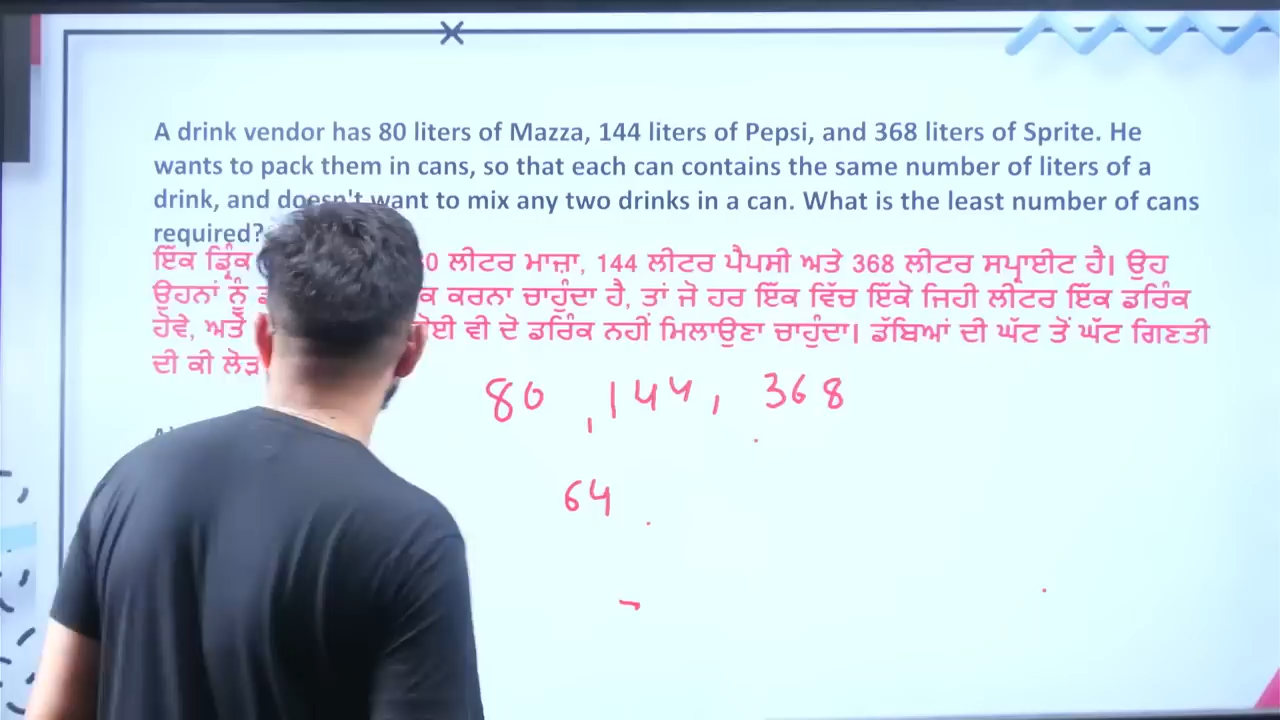 A drink vendor has 80 liters of Mazza, 144 liters of Pepsi, and 368 liters of Sprite. He
wants to pack them in cans, so that each can contains the same number of liters of a
drink, and doesn't want to mix any two drinks in a can. What is the least number of cans
required?
ਇੱਕ ਡ੍ਰਿੰਕ 0 ਲੀਟਰ ਮਾਜ਼ਾ, 144 ਲੀਟਰ ਪੈਪਸੀ ਅਤੇ 368 ਲੀਟਰ ਸਪ੍ਰਾਈਟ ਹੈ। ਉਹ
ਉਹਨਾਂ ਨੂੰ ਕ ਕਰਨਾ ਚਾਹੁੰਦਾ ਹੈ, ਤਾਂ ਜੋ ਹਰ ਇੱਕ ਵਿੱਚ ਇੱਕੋ ਜਿਹੀ ਲੀਟਰ ਇੱਕ ਡਰਿੰਕ
ਹੋਵੇ, ਅਤੇ ਕੋਈ ਵੀ ਦੋ ਡਰਿੰਕ ਨਹੀਂ ਮਿਲਾਉਣਾ ਚਾਹੁੰਦਾ। ਡੱਬਿਆਂ ਦੀ ਘੱਟ ਤੋਂ ਘੱਟ ਗਿਣਤੀ
ਦੀ ਕੀ ਲੋੜ
80 , 144, 368
64